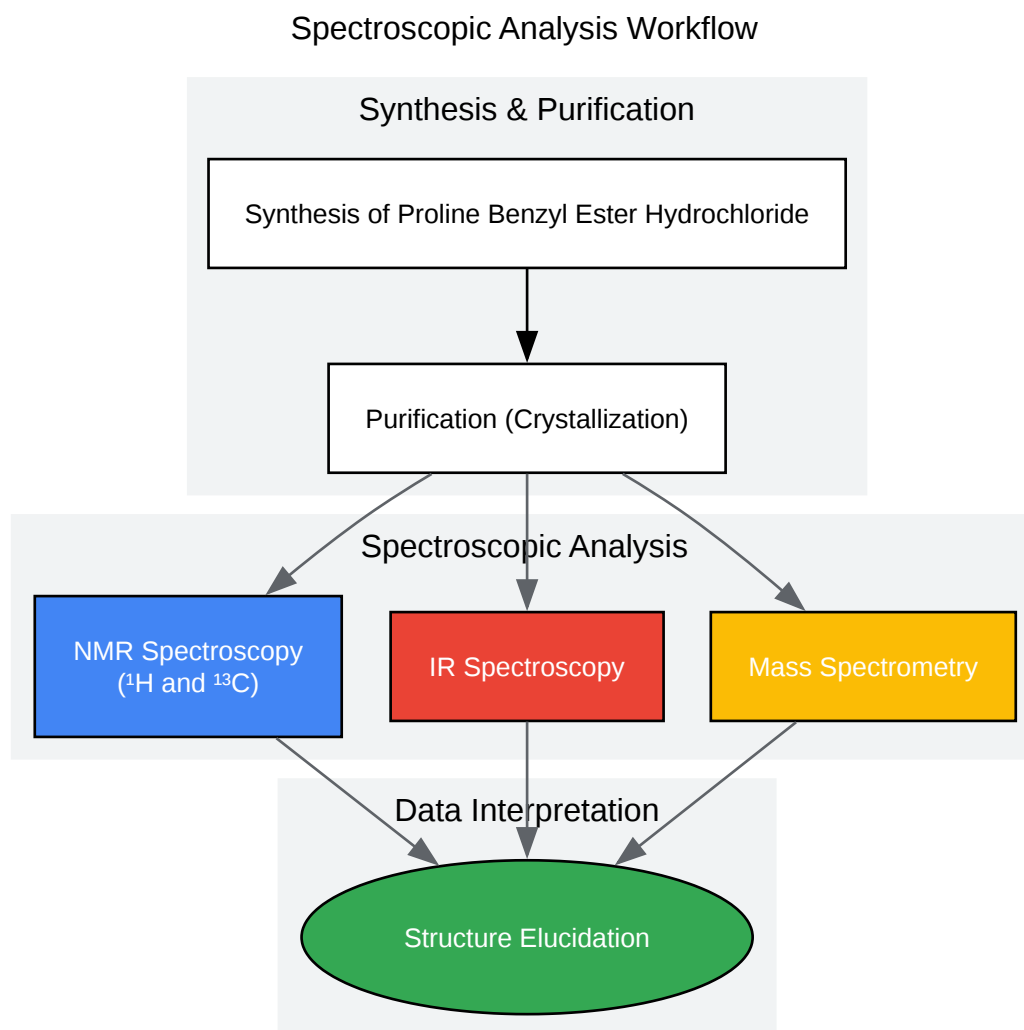 Spectroscopic Analysis Workflow
Synthesis & Purification
Synthesis of Proline Benzyl Ester Hydrochloride
Purification (Crystallization)
Spectroscopic Analysis
NMR Spectroscopy
(¹H and ¹³C)
IR Spectroscopy
Mass Spectrometry
Data Interpretation
Structure Elucidation